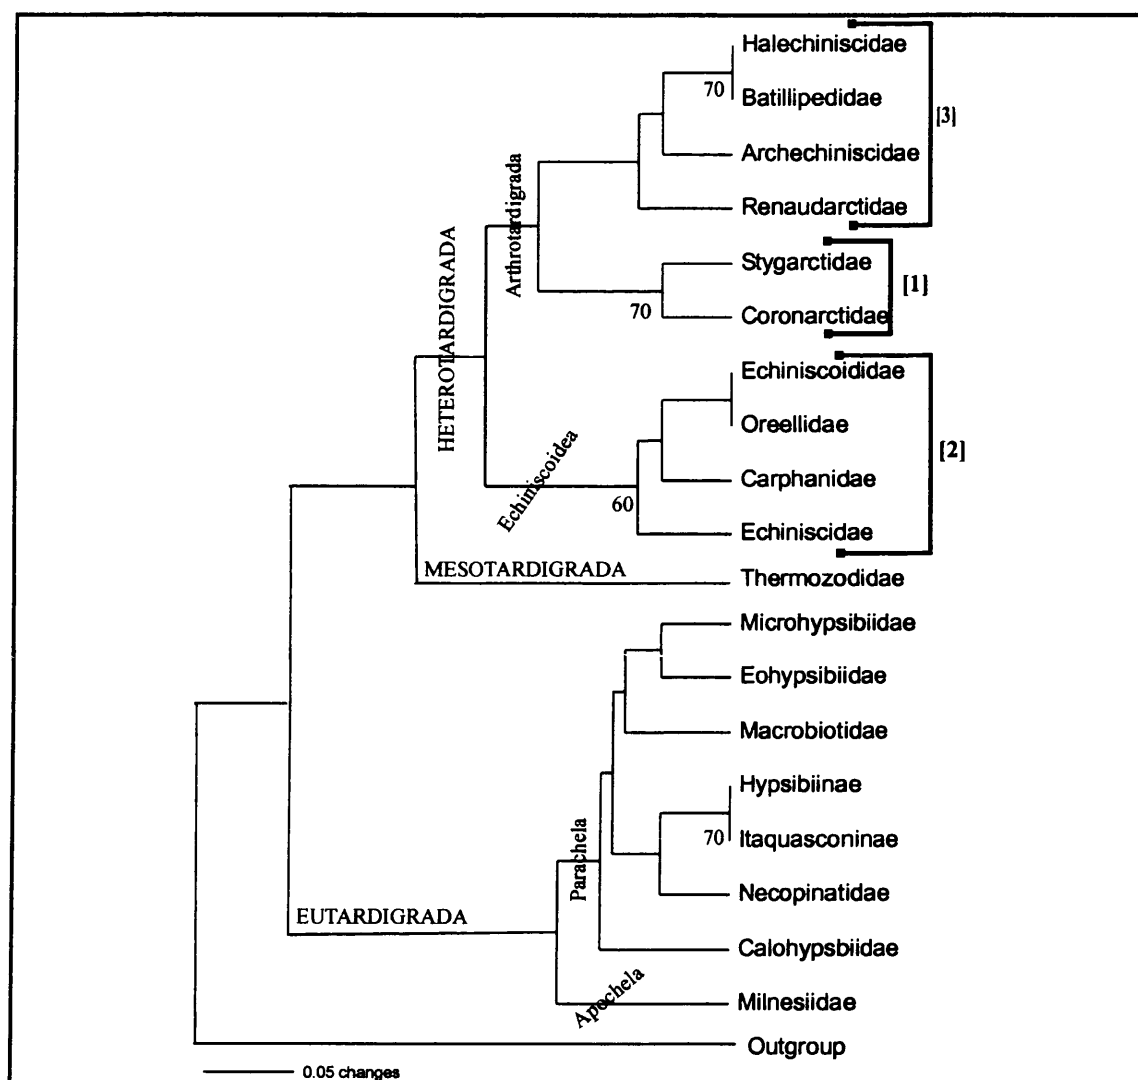 Halechiniscidae
70
Batillipedidae
[3]
Archechiniscidae
Arthrotardigrada
Renaudarctidae
HETEROTARDIGRADA
Stygarctidae
[1]
70
Coronarctidae
Echiniscoididae
Oreellidae
[2]
Echiniscoidea
Carphanidae
60
Echiniscidae
MESOTARDIGRADA
Thermozodidae
Microhypsibiidae
Eohypsibiidae
Macrobiotidae
Hypsibiinae
70
Itaquasconinae
Parachela
Necopinatidae
EUTARDIGRADA
Calohypsbiidae
Apochela
Milnesiidae
Outgroup
0.05 changes